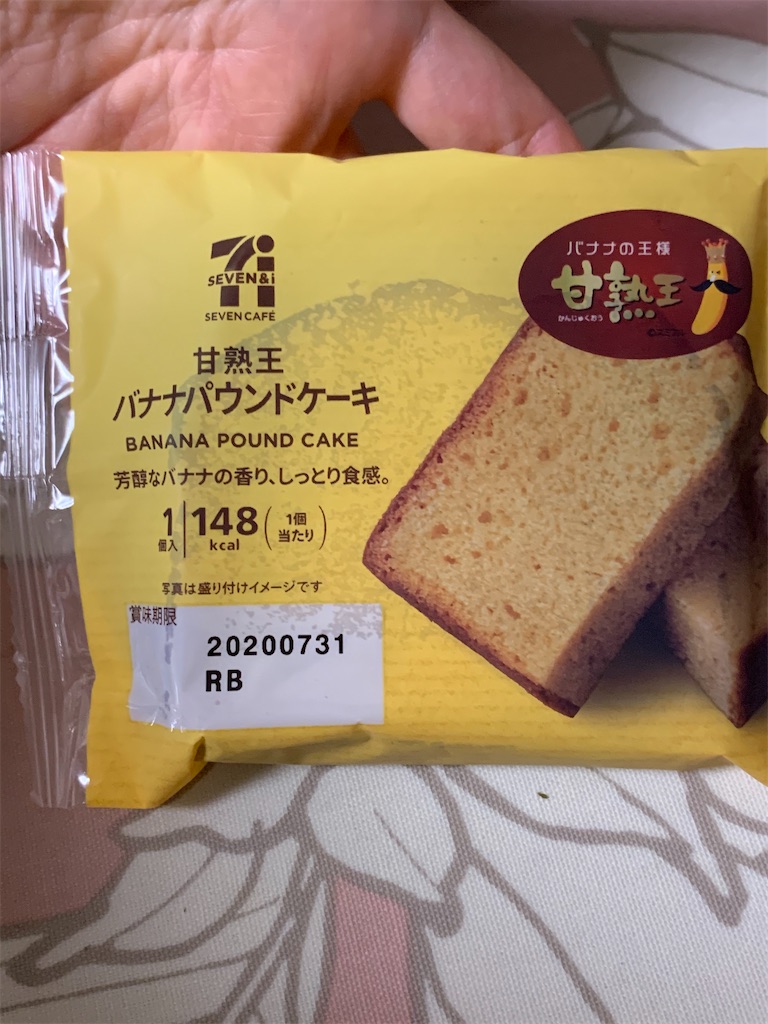 SEVEN&i
SEVEN CAFÉ
甘熟王
バナナパウンドケーキ
BANANA POUND CAKE
芳醇なバナナの香り、しっとり食感。
1個入 148kcal (1個当たり)
写真は盛り付けイメージです
賞味期限
20200731
RB
バナナの王様
甘熟王
かんじゅくおう